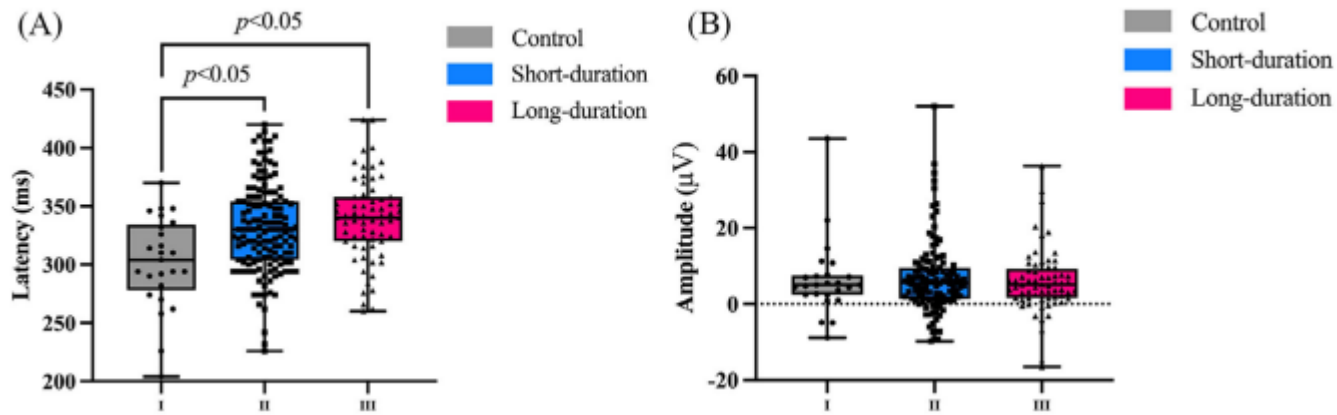 (A)
p<0.05
p<0.05
Control
Short-duration
Long-duration
Latency (ms)
450
400
350
300
250
200
I
II
III
(B)
Control
Short-duration
Long-duration
Amplitude (μV)
60
40
20
0
-20
I
II
III